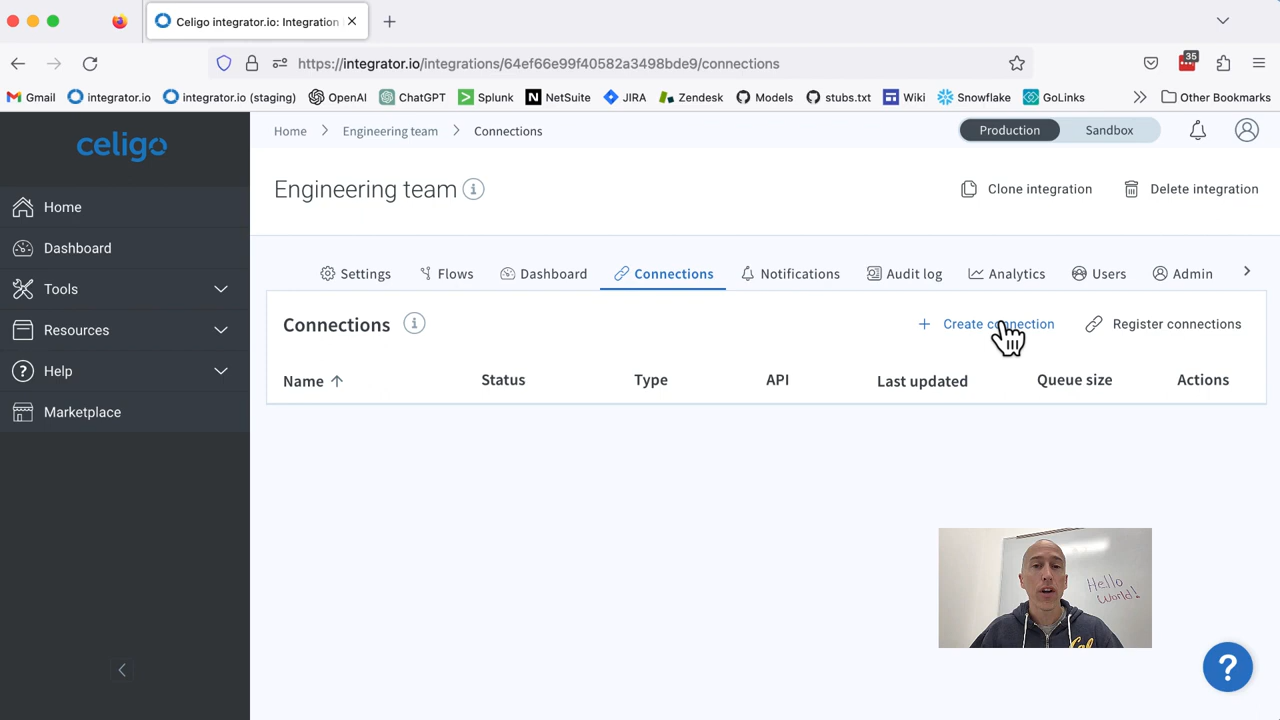 Celigo integrator.io: Integration
https://integrator.io/integrations/64ef66e99f40582a3498bde9/connections
35
Gmail integrator.io integrator.io (staging) OpenAI ChatGPT Splunk NetSuite JIRA Zendesk Models stubs.txt Wiki Snowflake GoLinks Other Bookmarks
celigo
Home
Dashboard
Tools
Resources
Help
Marketplace
Home Engineering team Connections
Production Sandbox
Engineering team
Clone integration Delete integration
Settings Flows Dashboard Connections Notifications Audit log Analytics Users Admin
Connections
Create connection Register connections
Name Status Type API Last updated Queue size Actions
Hello
World!
Cal
?